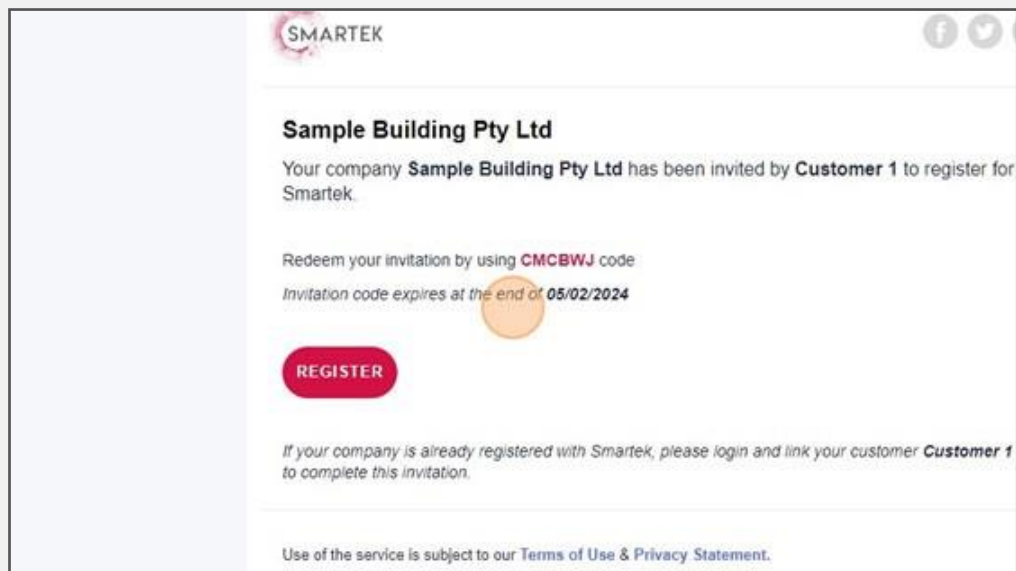 SMARTEK
Sample Building Pty Ltd
Your company Sample Building Pty Ltd has been invited by Customer 1 to register for
Smartek.
Redeem your invitation by using CMCBWJ code
Invitation code expires at the end of 05/02/2024
REGISTER
If your company is already registered with Smartek, please login and link your customer Customer 1
to complete this invitation.
Use of the service is subject to our Terms of Use & Privacy Statement.